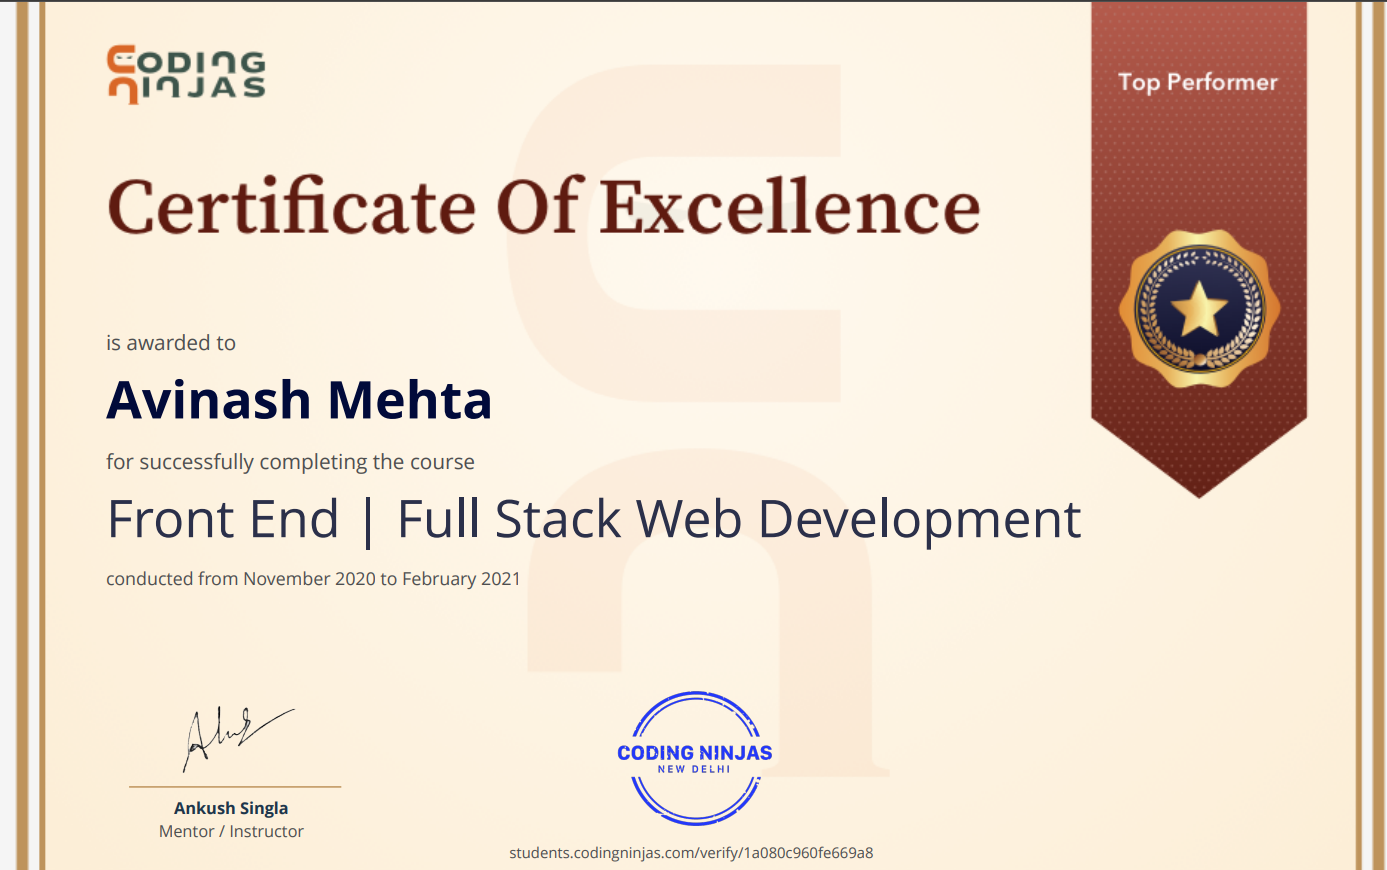 CODING
NINJAS
Top Performer
Certificate Of Excellence
is awarded to
Avinash Mehta
for successfully completing the course
Front End | Full Stack Web Development
conducted from November 2020 to February 2021
CODING NINJAS
NEW DELHI
Ankush Singla
Mentor / Instructor
students.codingninjas.com/verify/1a080c960fe669a8